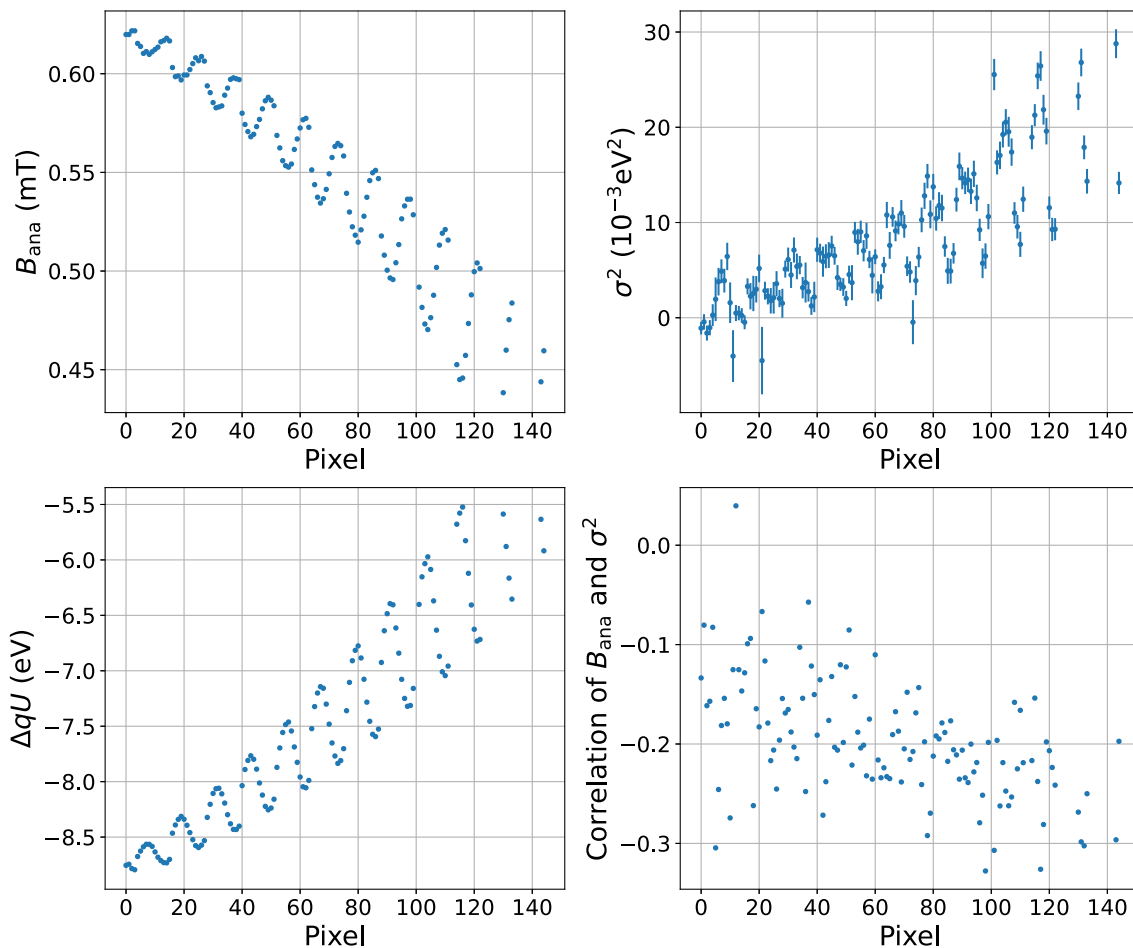 0.60
0.55
0.50
0.45
B_ana (mT)
0 20 40 60 80 100 120 140
Pixel
30
20
10
0
σ² (10⁻³eV²)
0 20 40 60 80 100 120 140
Pixel
−5.5
−6.0
−6.5
−7.0
−7.5
−8.0
−8.5
ΔqU (eV)
0 20 40 60 80 100 120 140
Pixel
0.0
−0.1
−0.2
−0.3
Correlation of B_ana and σ²
0 20 40 60 80 100 120 140
Pixel